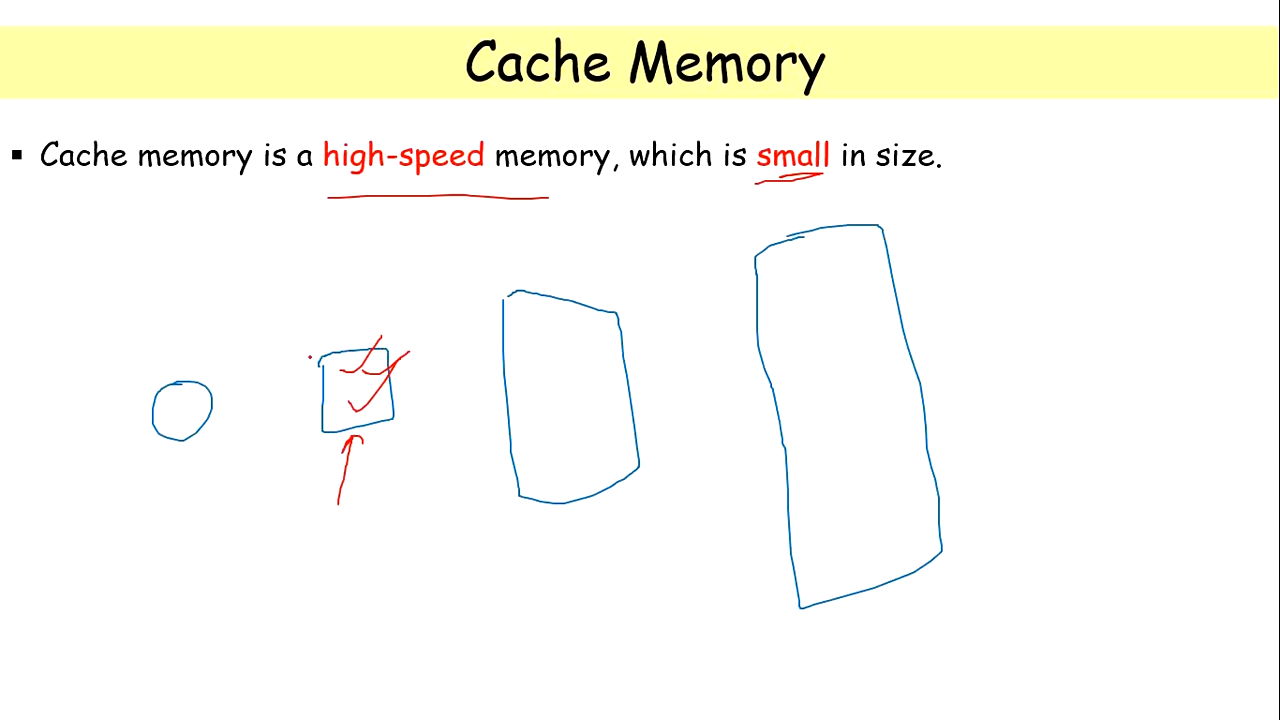 Cache Memory
▪ Cache memory is a high-speed memory, which is small in size.